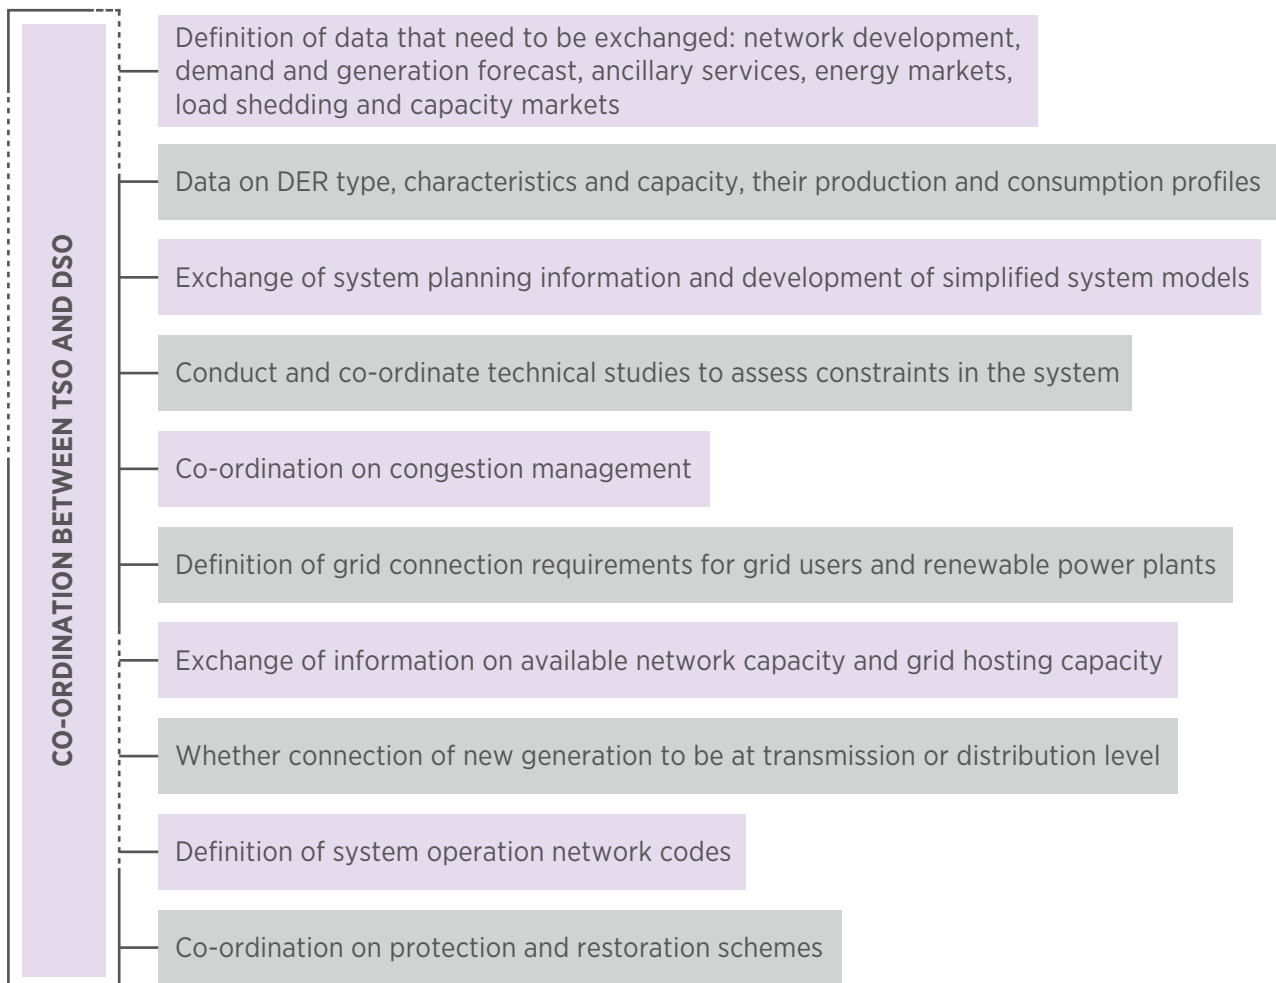 CO-ORDINATION BETWEEN TSO AND DSO
Definition of data that need to be exchanged: network development,
demand and generation forecast, ancillary services, energy markets,
load shedding and capacity markets
Data on DER type, characteristics and capacity, their production and consumption profiles
Exchange of system planning information and development of simplified system models
Conduct and co-ordinate technical studies to assess constraints in the system
Co-ordination on congestion management
Definition of grid connection requirements for grid users and renewable power plants
Exchange of information on available network capacity and grid hosting capacity
Whether connection of new generation to be at transmission or distribution level
Definition of system operation network codes
Co-ordination on protection and restoration schemes